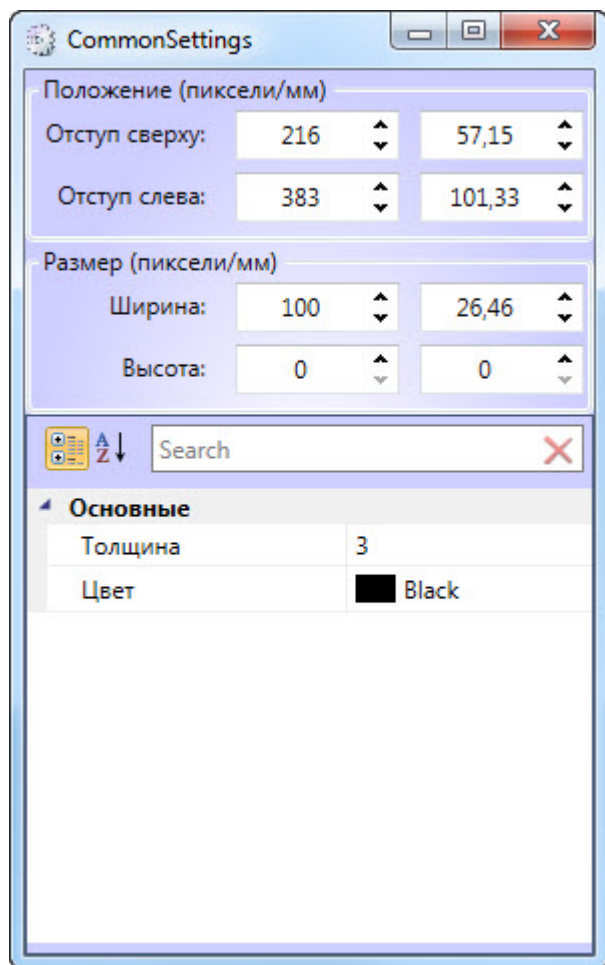 CommonSettings
Положение (пиксели/мм)
Отступ сверху: 216 57,15
Отступ слева: 383 101,33
Размер (пиксели/мм)
Ширина: 100 26,46
Высота: 0 0
Search
Основные
Толщина 3
Цвет Black